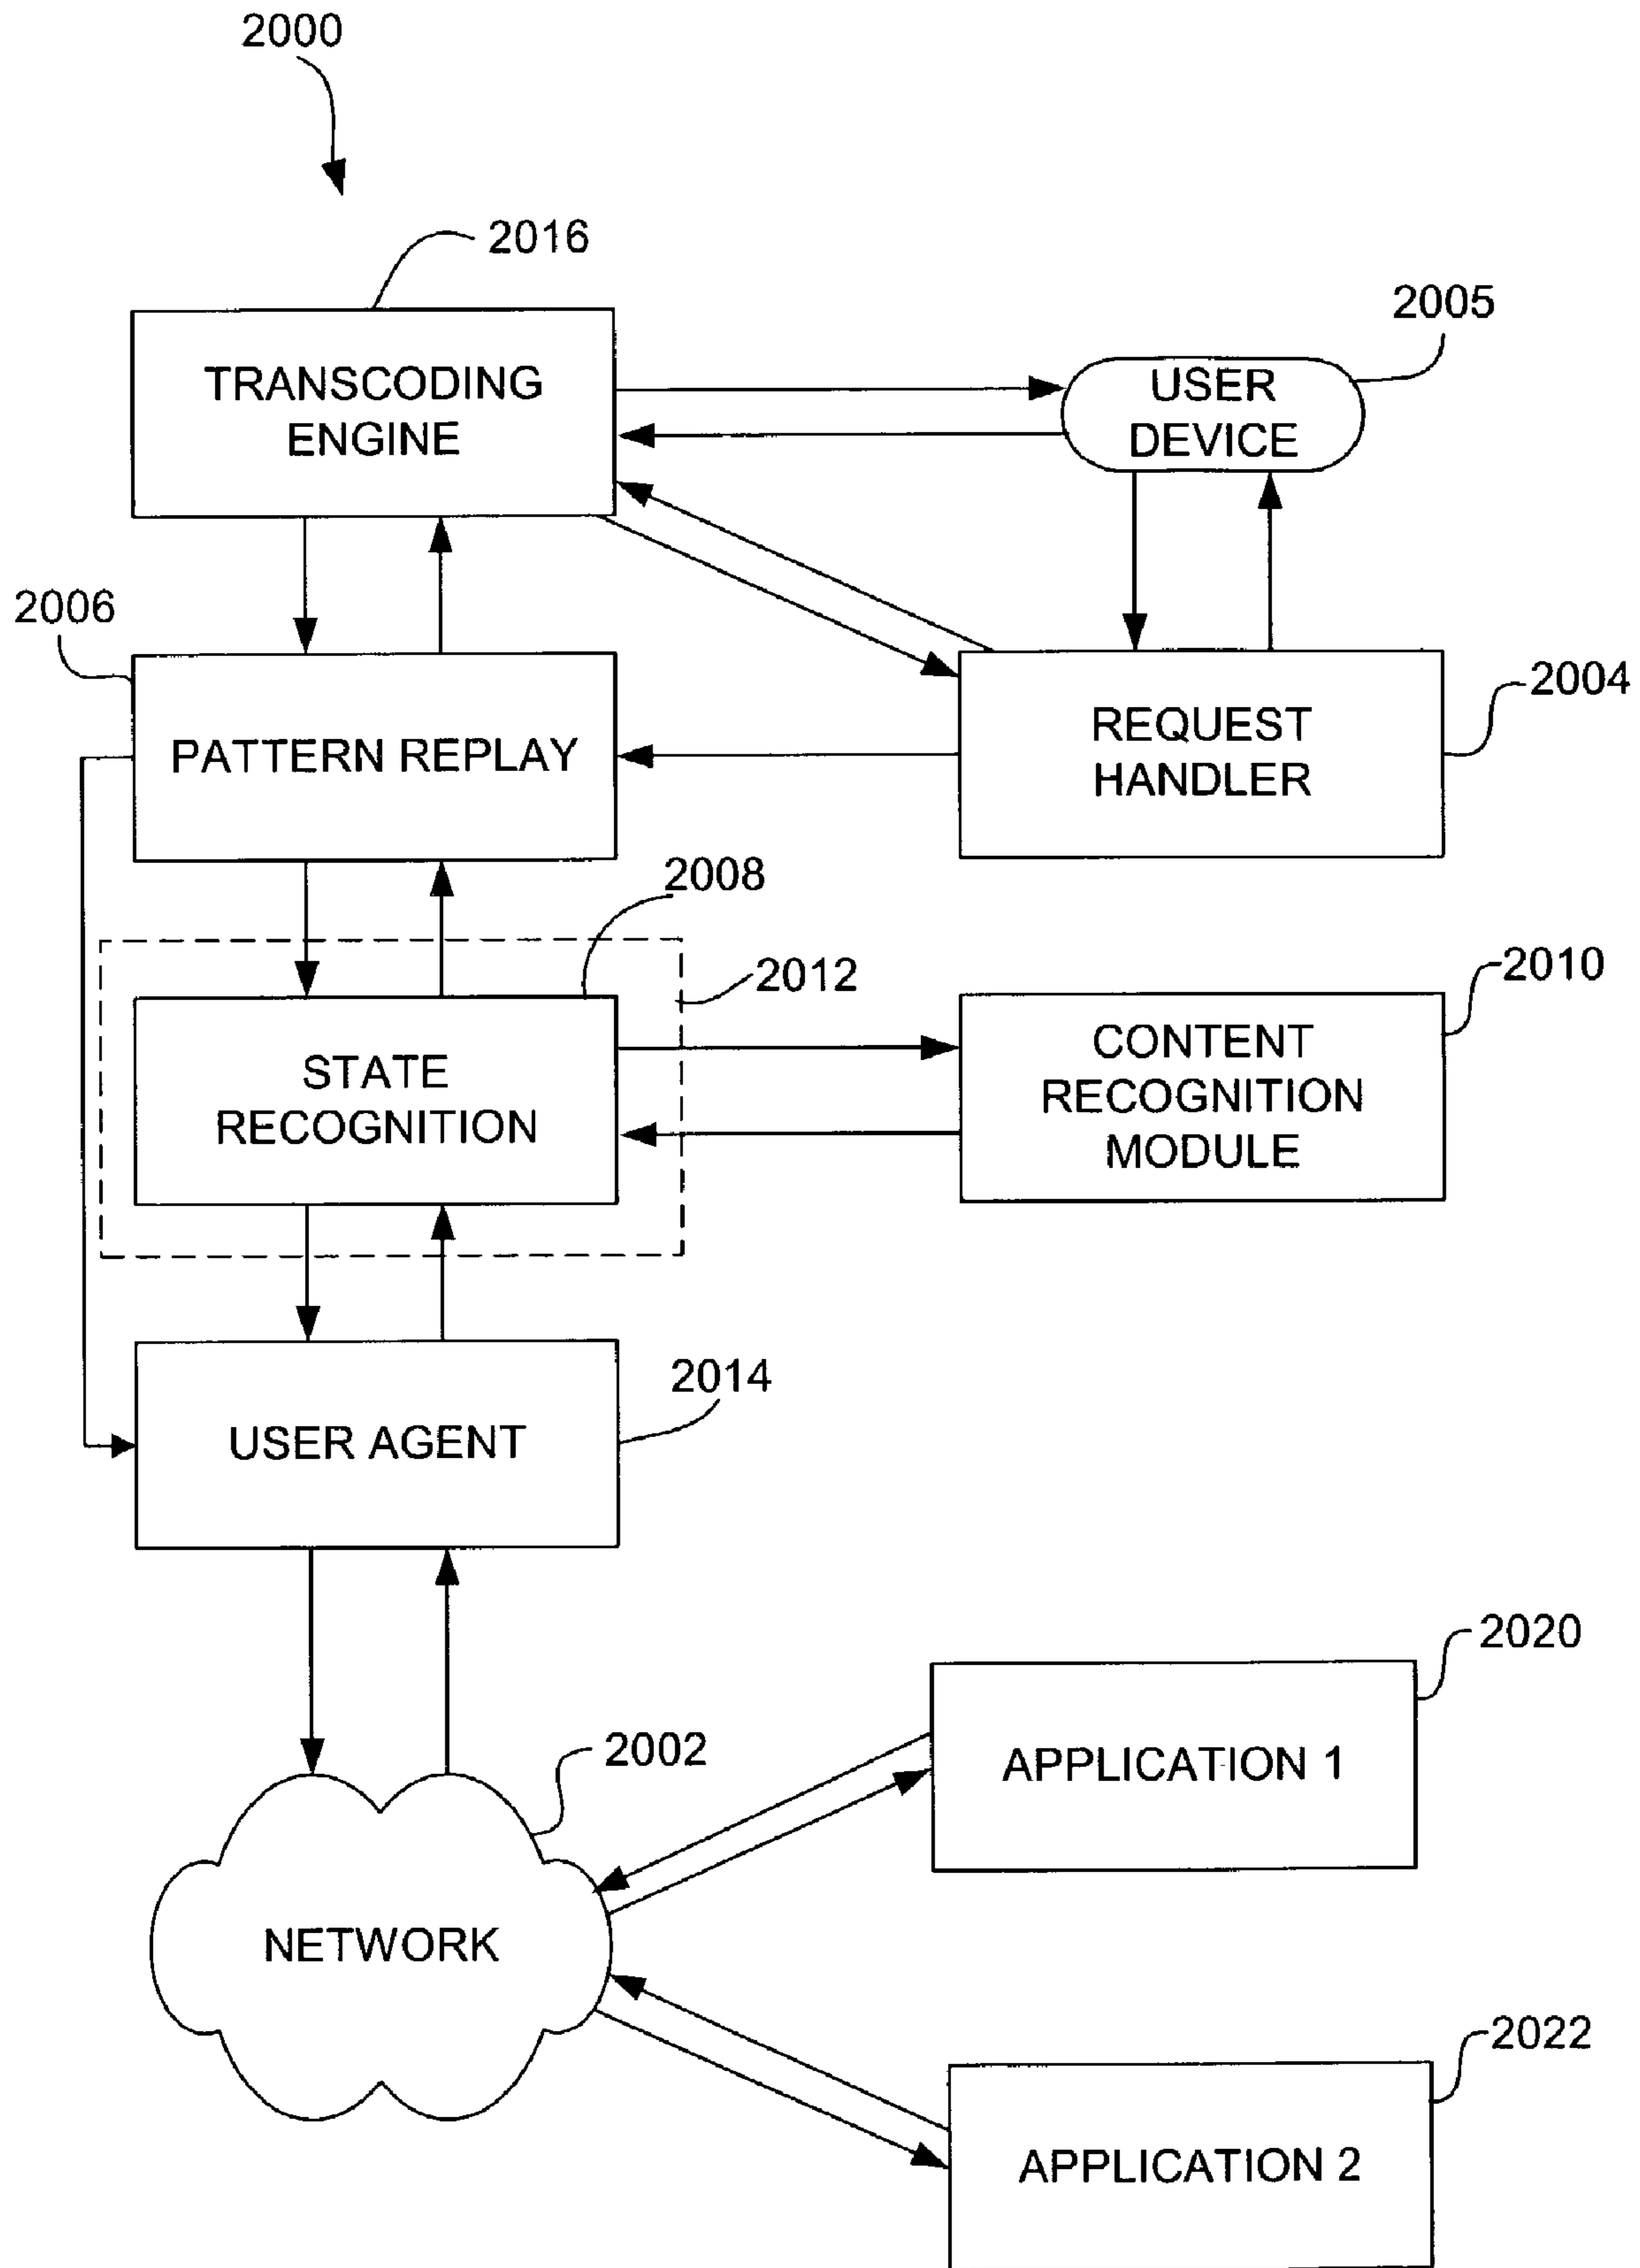 2000
2016
2005
TRANSCODING
ENGINE
USER
DEVICE
2006
2004
PATTERN REPLAY
REQUEST
HANDLER
2008
2012
2010
STATE
RECOGNITION
CONTENT
RECOGNITION
MODULE
2014
USER AGENT
2020
2002
APPLICATION 1
NETWORK
2022
APPLICATION 2